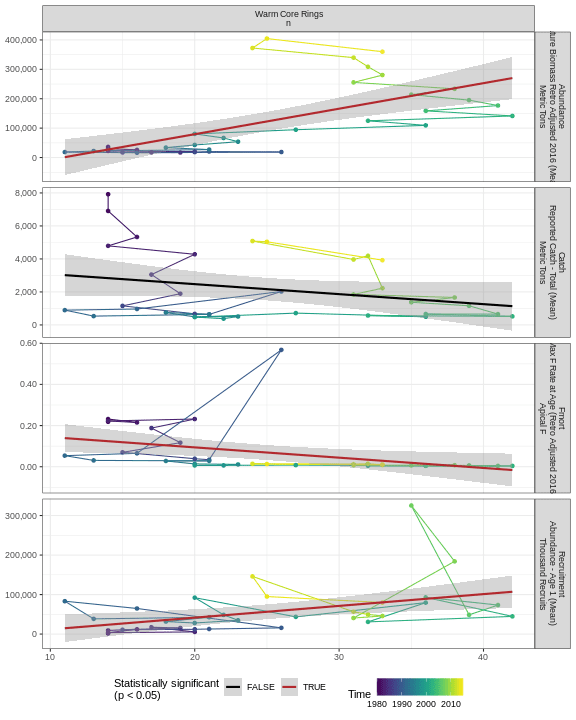 Warm Core Rings
n
400,000
300,000
200,000
100,000
0
Abundance
Biomass Retro Adjusted 2016
Metric Tons
8,000
6,000
4,000
2,000
0
Catch
Reported Catch - Total (Mean)
Metric Tons
0.60
0.40
0.20
0.00
Fmort
F Rate at Age (Retro Adjusted 2016
Apical F
300,000
200,000
100,000
0
Recruitment
Abundance - Age 1 (Mean)
Thousand Recruits
10
20
30
40
Statistically significant
(p < 0.05)
FALSE
TRUE
Time
1980 1990 2000 2010